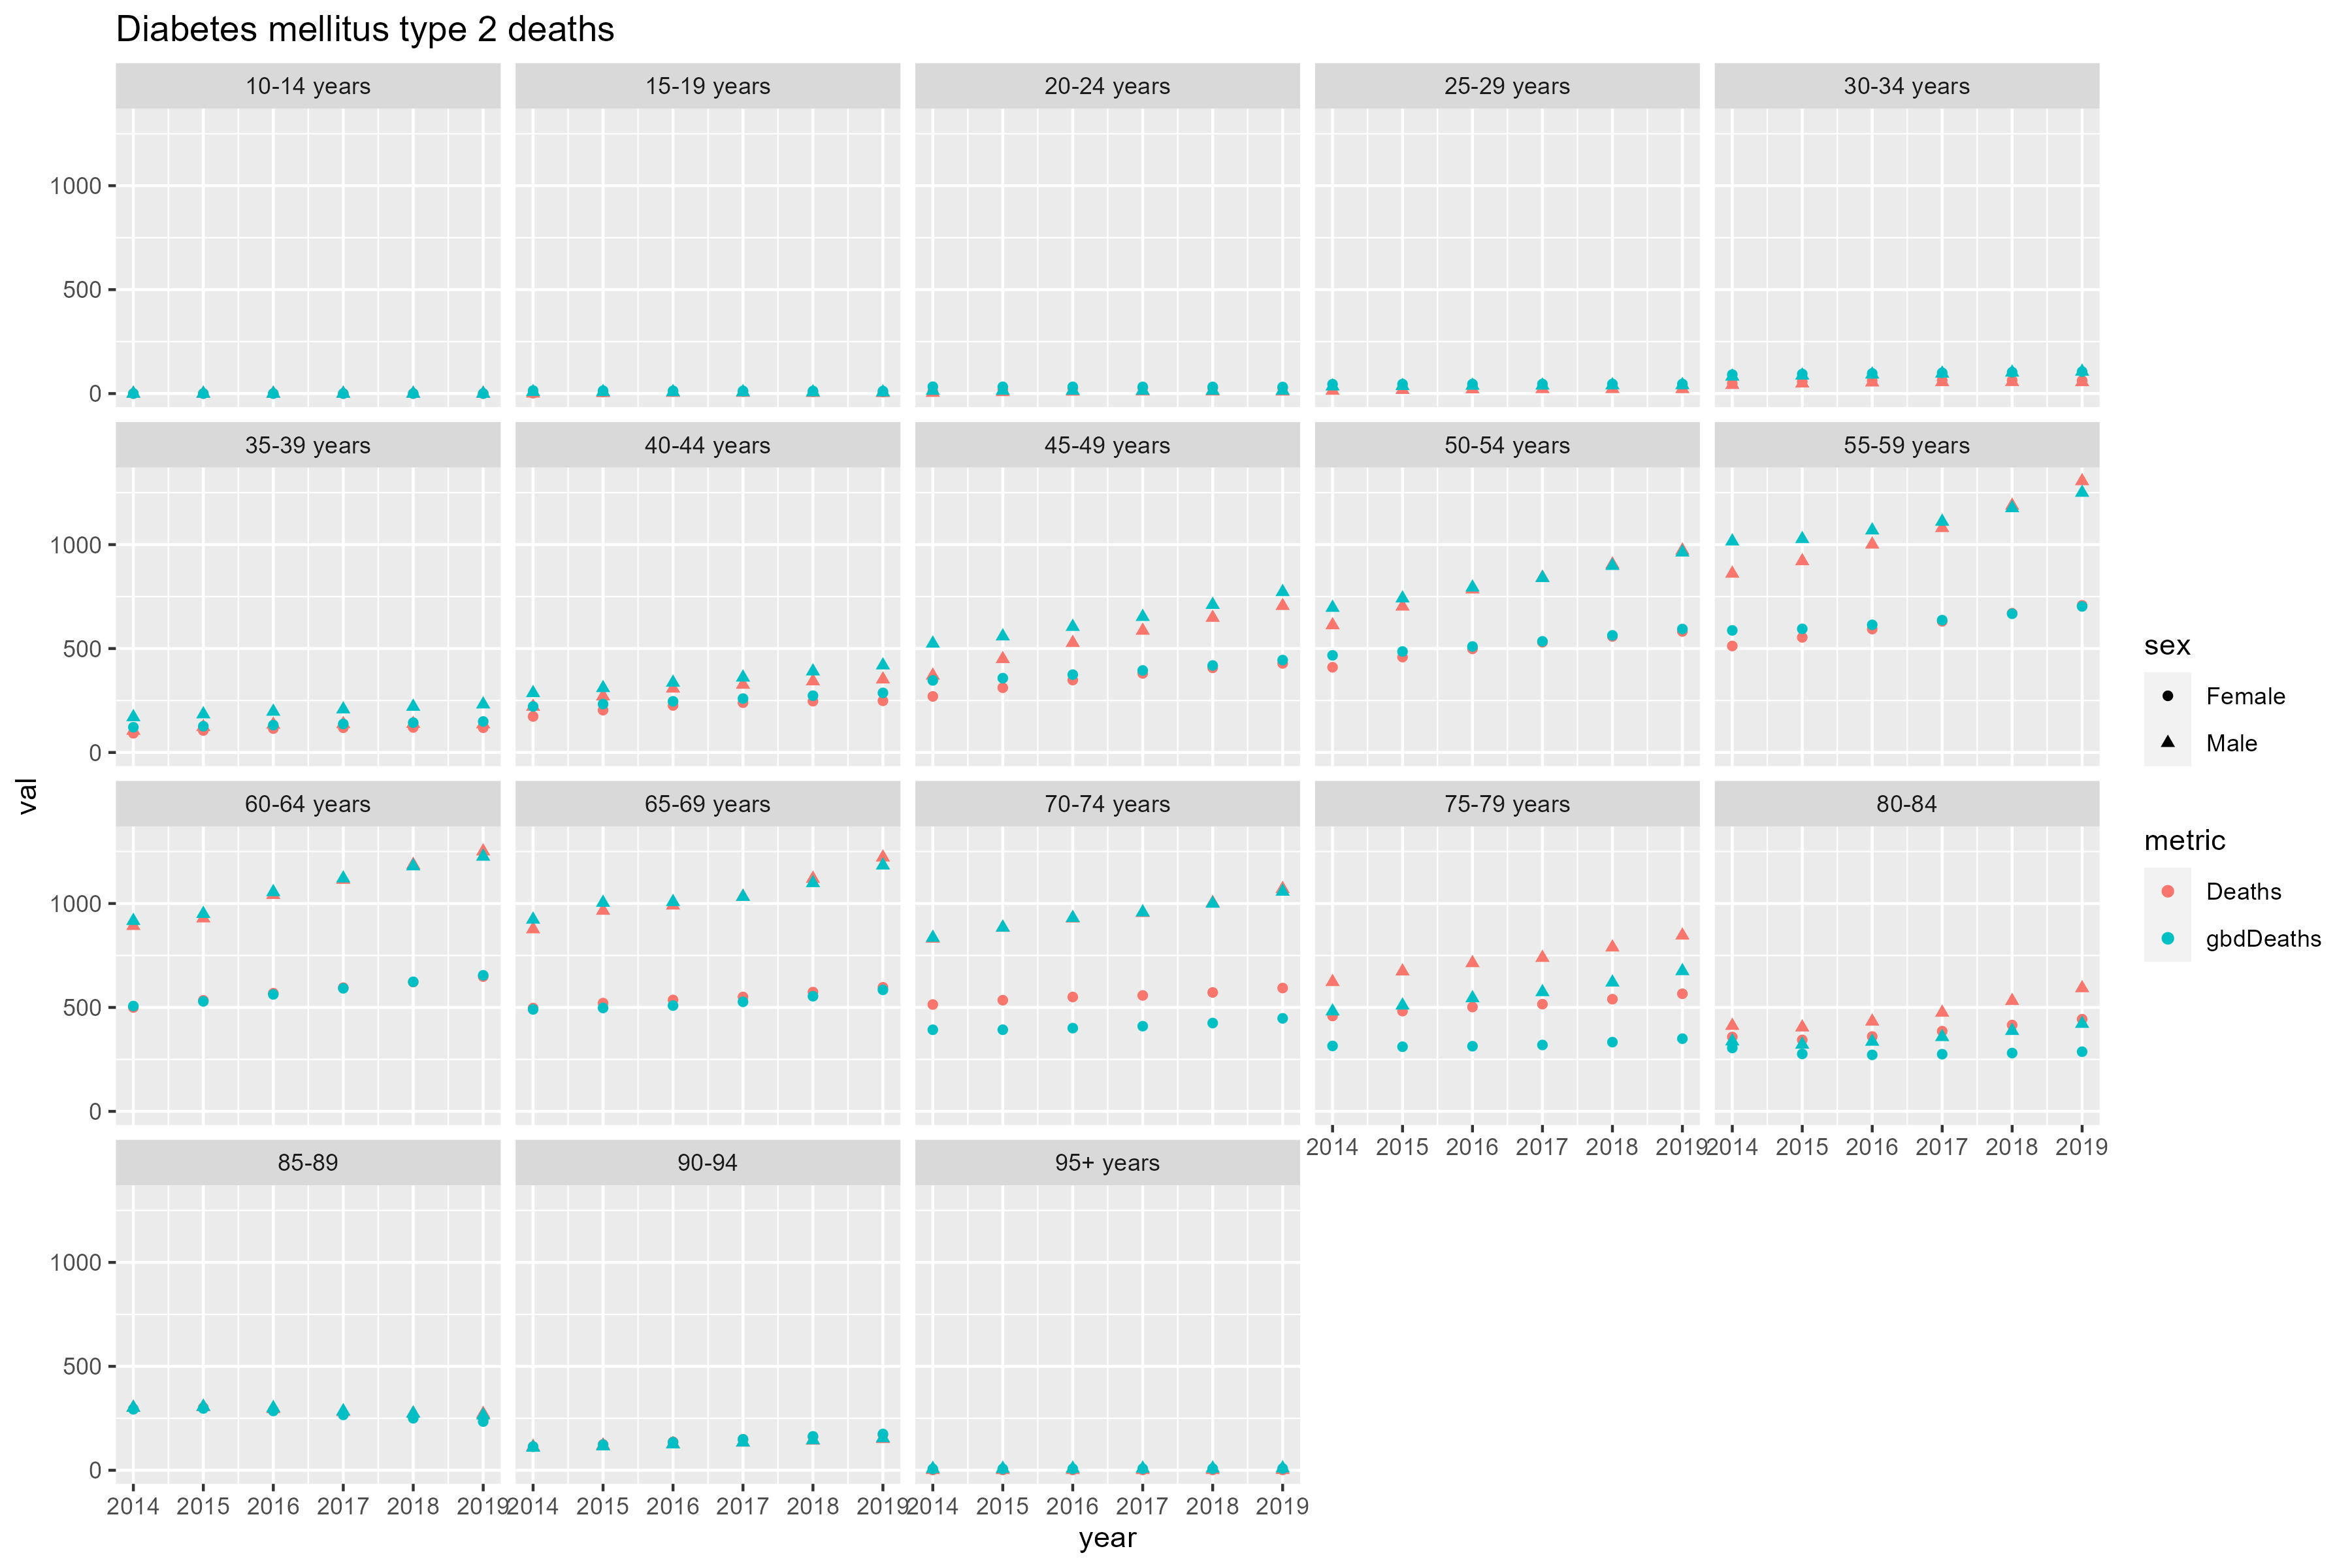 Diabetes mellitus type 2 deaths
10-14 years 15-19 years 20-24 years 25-29 years 30-34 years
1000
500
0
35-39 years 40-44 years 45-49 years 50-54 years 55-59 years
1000
500
0
60-64 years 65-69 years 70-74 years 75-79 years 80-84
1000
500
0
2014 2015 2016 2017 2018 2019 2014 2015 2016 2017 2018 2019
85-89 90-94 95+ years
1000
500
0
2014 2015 2016 2017 2018 2019 2014 2015 2016 2017 2018 2019 2014 2015 2016 2017 2018 2019
year
val
sex
Female
Male
metric
Deaths
gbdDeaths